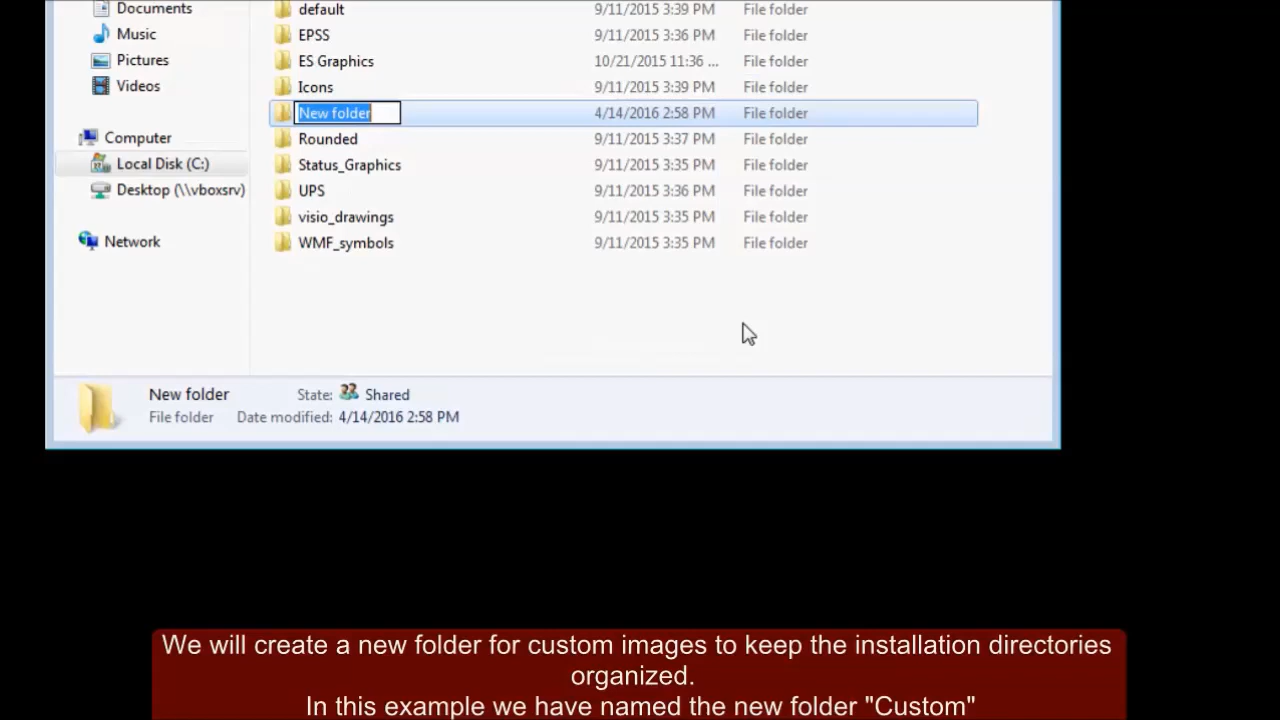 Documents
default 9/11/2015 3:39 PM File folder
Music
EPSS 9/11/2015 3:36 PM File folder
Pictures
ES Graphics 10/21/2015 11:36 ... File folder
Videos
Icons 9/11/2015 3:39 PM File folder
New folder 4/14/2016 2:58 PM File folder
Computer
Rounded 9/11/2015 3:37 PM File folder
Local Disk (C:)
Status_Graphics 9/11/2015 3:35 PM File folder
Desktop (\\vboxsrv)
UPS 9/11/2015 3:36 PM File folder
visio_drawings 9/11/2015 3:35 PM File folder
Network
WMF_symbols 9/11/2015 3:35 PM File folder
New folder State: Shared
File folder Date modified: 4/14/2016 2:58 PM
We will create a new folder for custom images to keep the installation directories
organized.
In this example we have named the new folder "Custom"